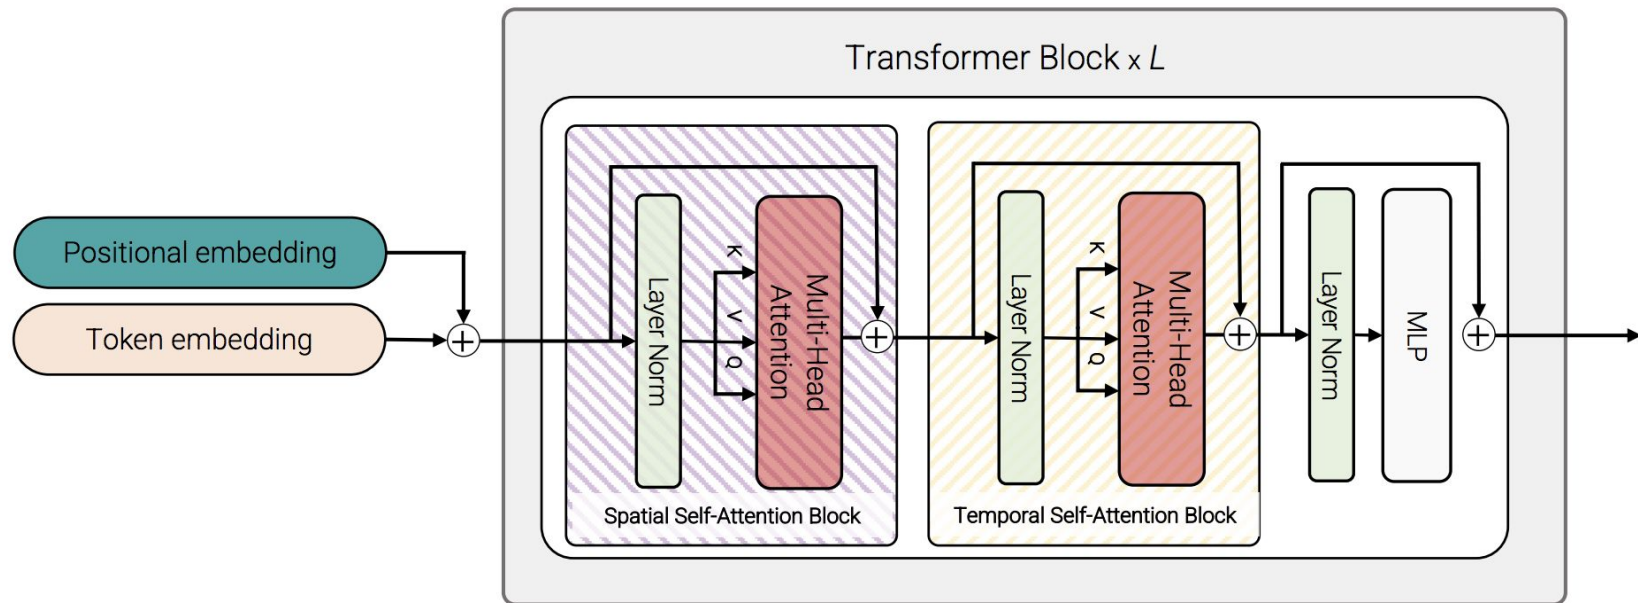 Transformer Block x L
Positional embedding
Token embedding
Layer Norm
K
V
Q
Multi-Head
Attention
Spatial Self-Attention Block
Layer Norm
K
V
Q
Multi-Head
Attention
Temporal Self-Attention Block
Layer Norm
MLP